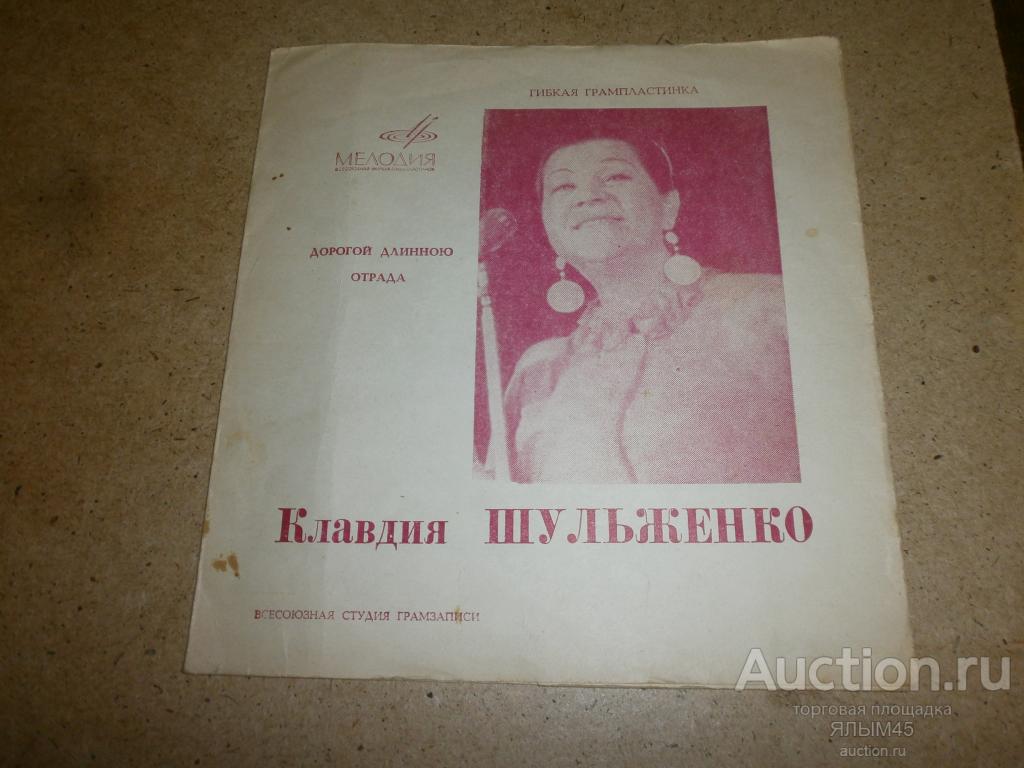 ГИБКАЯ ГРАМПЛАСТИНКА
МЕЛОДИЯ
ДОРОГОЙ ДЛИННОЮ
ОТРАДА
Клавдия ШУЛЬЖЕНКО
ВСЕСОЮЗНАЯ СТУДИЯ ГРАМЗАПИСИ
Auction.ru
торговая площадка
ЯЛЫМ45
auction.ru